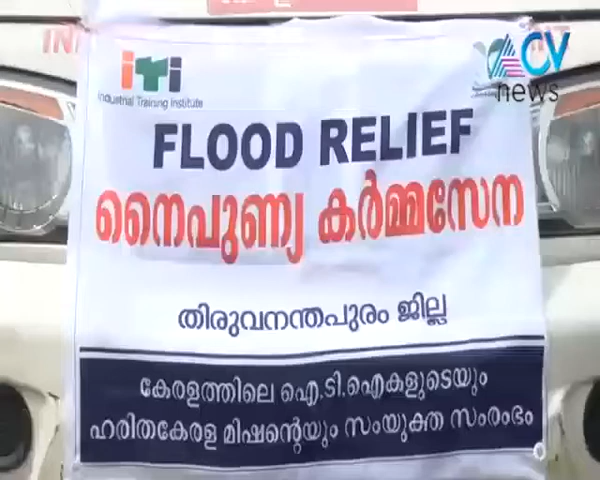 iTi
Industrial Training Institute
ACV
news
FLOOD RELIEF
നൈപുണ്യ കർമ്മസേന
തിരുവനന്തപുരം ജില്ല
കേരളത്തിലെ ഐ.ടി.ഐകളുടെയും
ഹരിതകേരള മിഷന്റെയും സംയുക്ത സംരംഭം